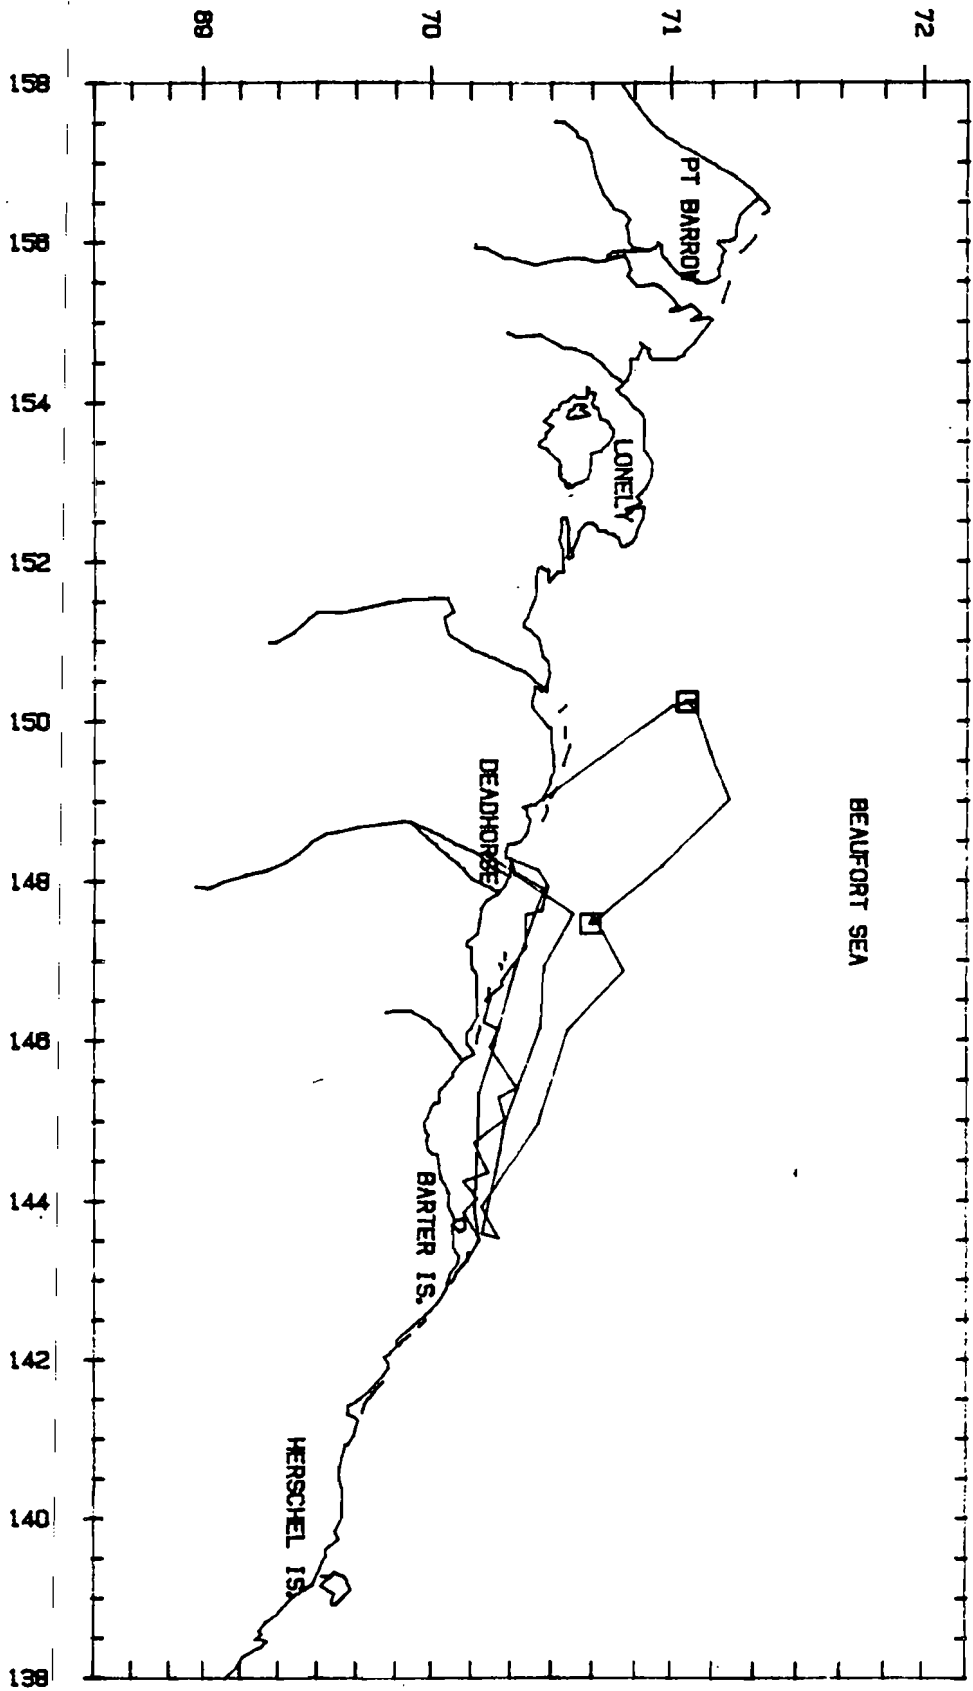 72
71
70
69
BEAUFORT SEA
PT BARROW
LONELY
DEADHORSE
BARTER IS.
HERSCHEL IS.
158
156
154
152
150
148
146
144
142
140
138